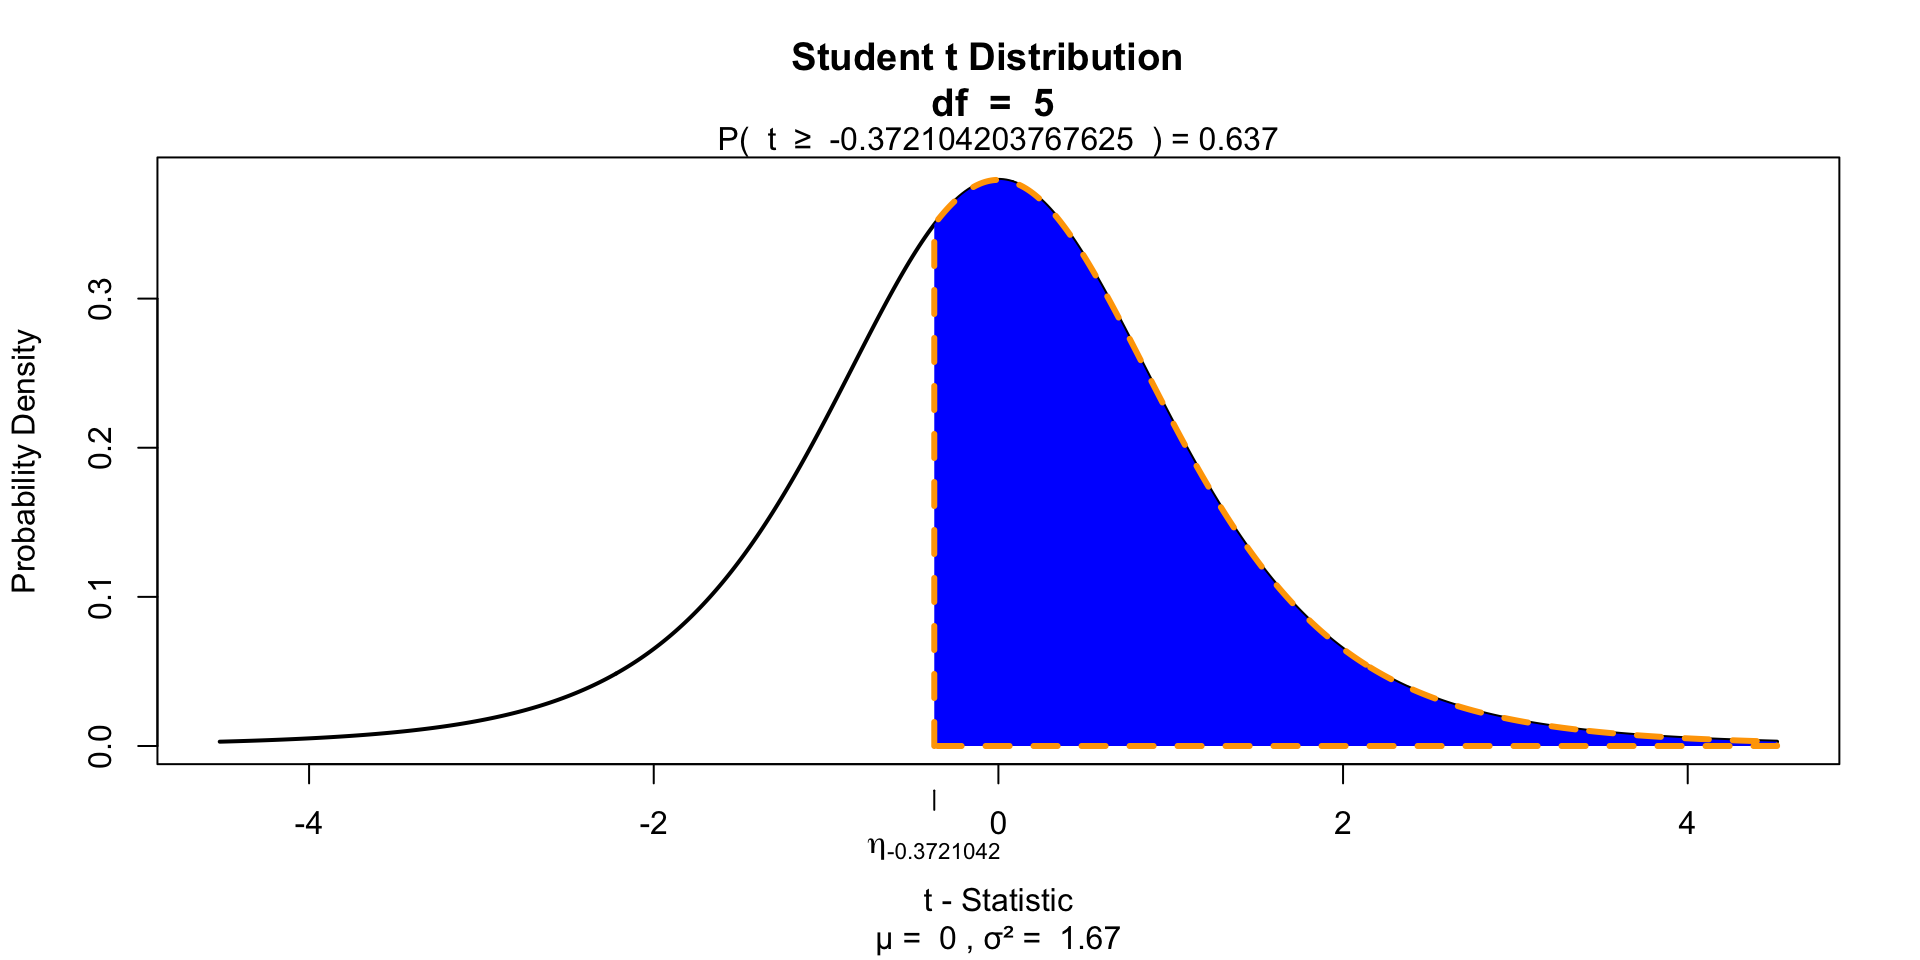 Student t Distribution
df = 5
P( t ≥ -0.372104203767625 ) = 0.637
Probability Density
0.3
0.2
0.1
0.0
-4 -2 0 2 4
η-0.3721042
t - Statistic
μ = 0 , σ² = 1.67